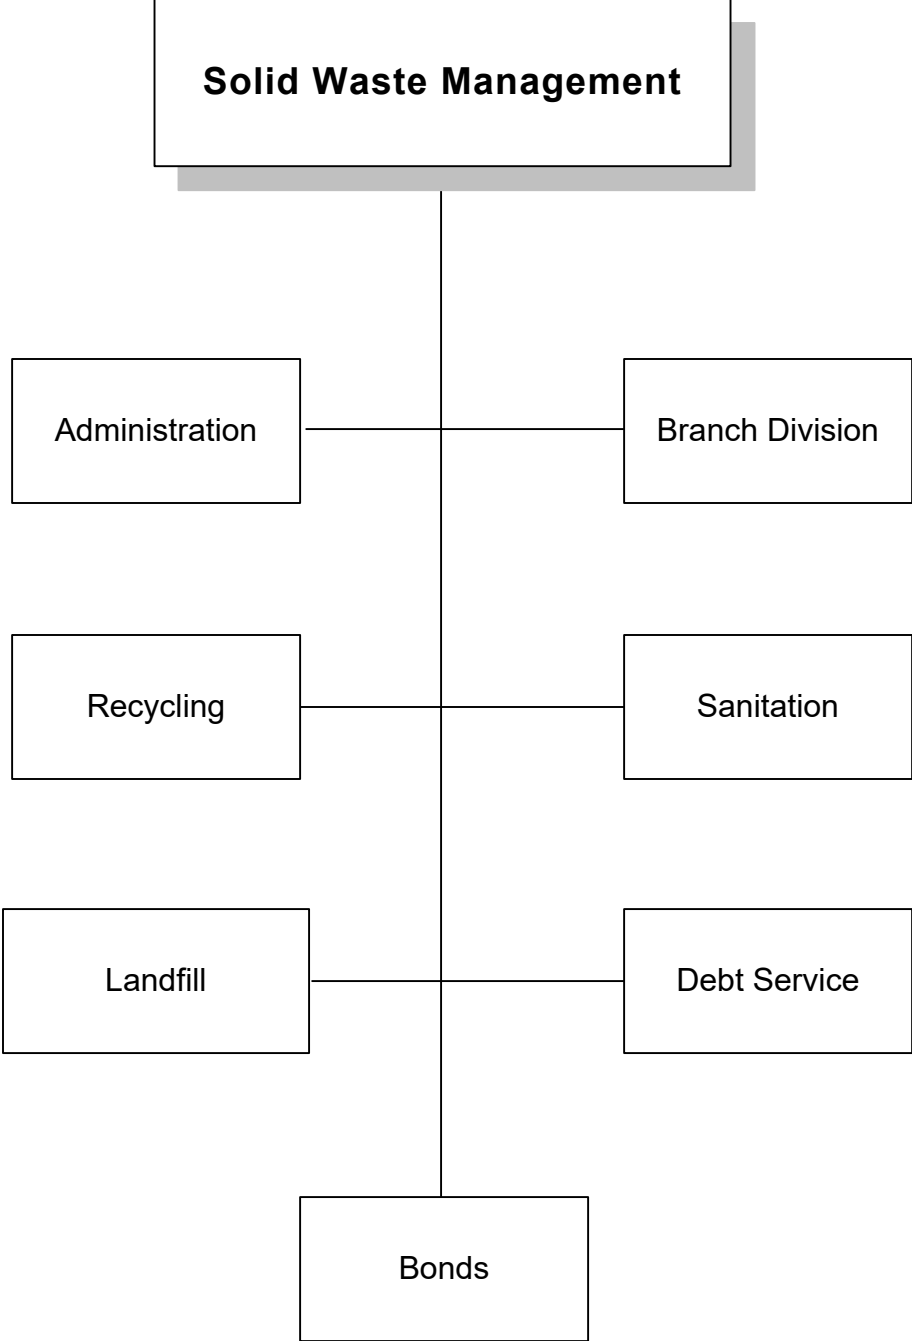 Solid Waste Management
Administration
Branch Division
Recycling
Sanitation
Landfill
Debt Service
Bonds